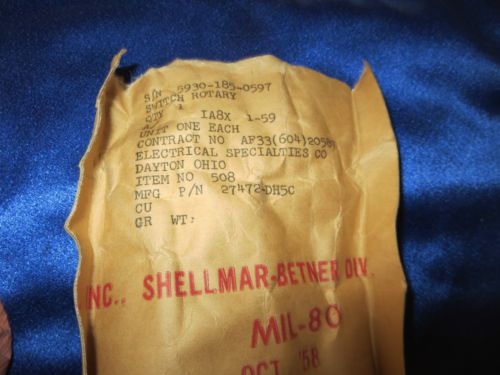 S/N 5930-185-0597
SWITCH ROTARY
QTY 1
A/ IA8X 1-59
UNIT ONE EACH
CONTRACT NO AF33(604)20587
ELECTRICAL SPECIALTIES CO
DAYTON OHIO
ITEM NO 508
MFG P/N 27472-DH5C
CU
GR WT:
INC., SHELLMAR-BETNER DIV.
MIL-80
OCT '58